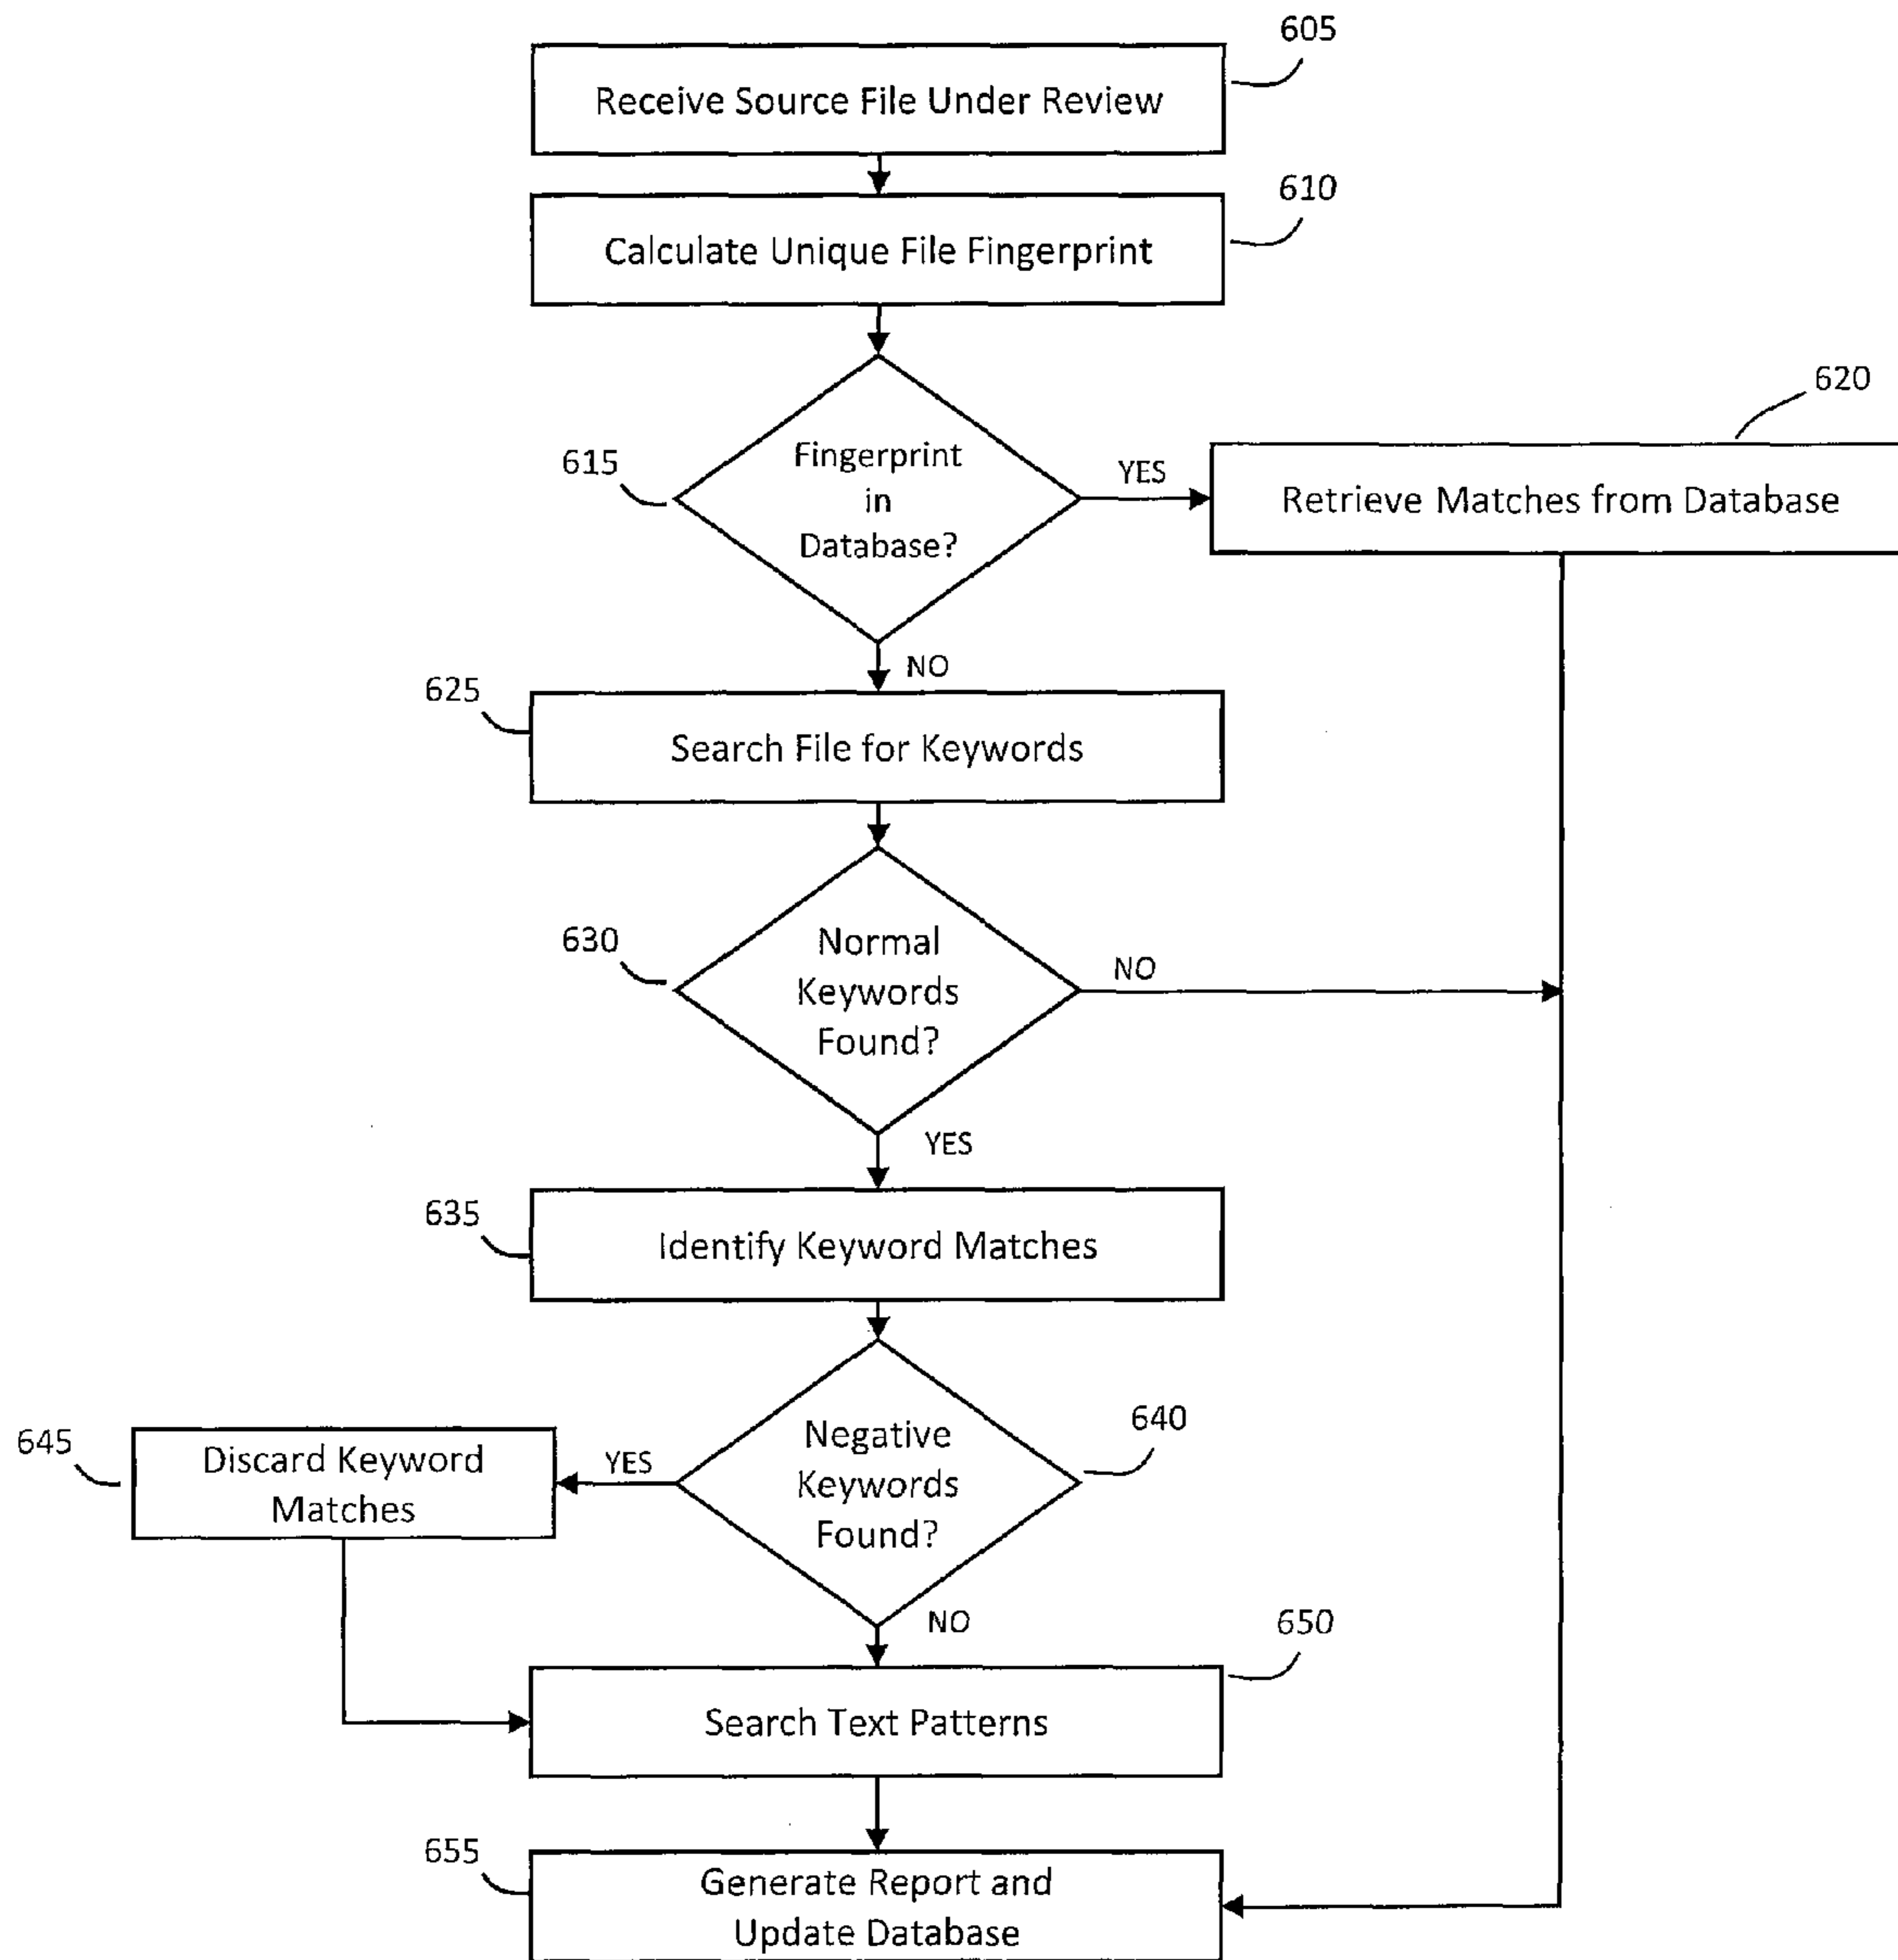 605
Receive Source File Under Review
610
Calculate Unique File Fingerprint
620
615
Fingerprint
in
Database?
YES
Retrieve Matches from Database
NO
625
Search File for Keywords
630
Normal
Keywords
Found?
NO
YES
635
Identify Keyword Matches
640
645
Discard Keyword
Matches
YES
Negative
Keywords
Found?
NO
650
Search Text Patterns
655
Generate Report and
Update Database